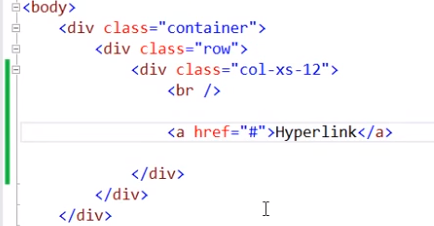 <body>
<div class="container">
<div class="row">
<div class="col-xs-12">
<br />
<a href="#">Hyperlink</a>
</div>
</div>
</div>